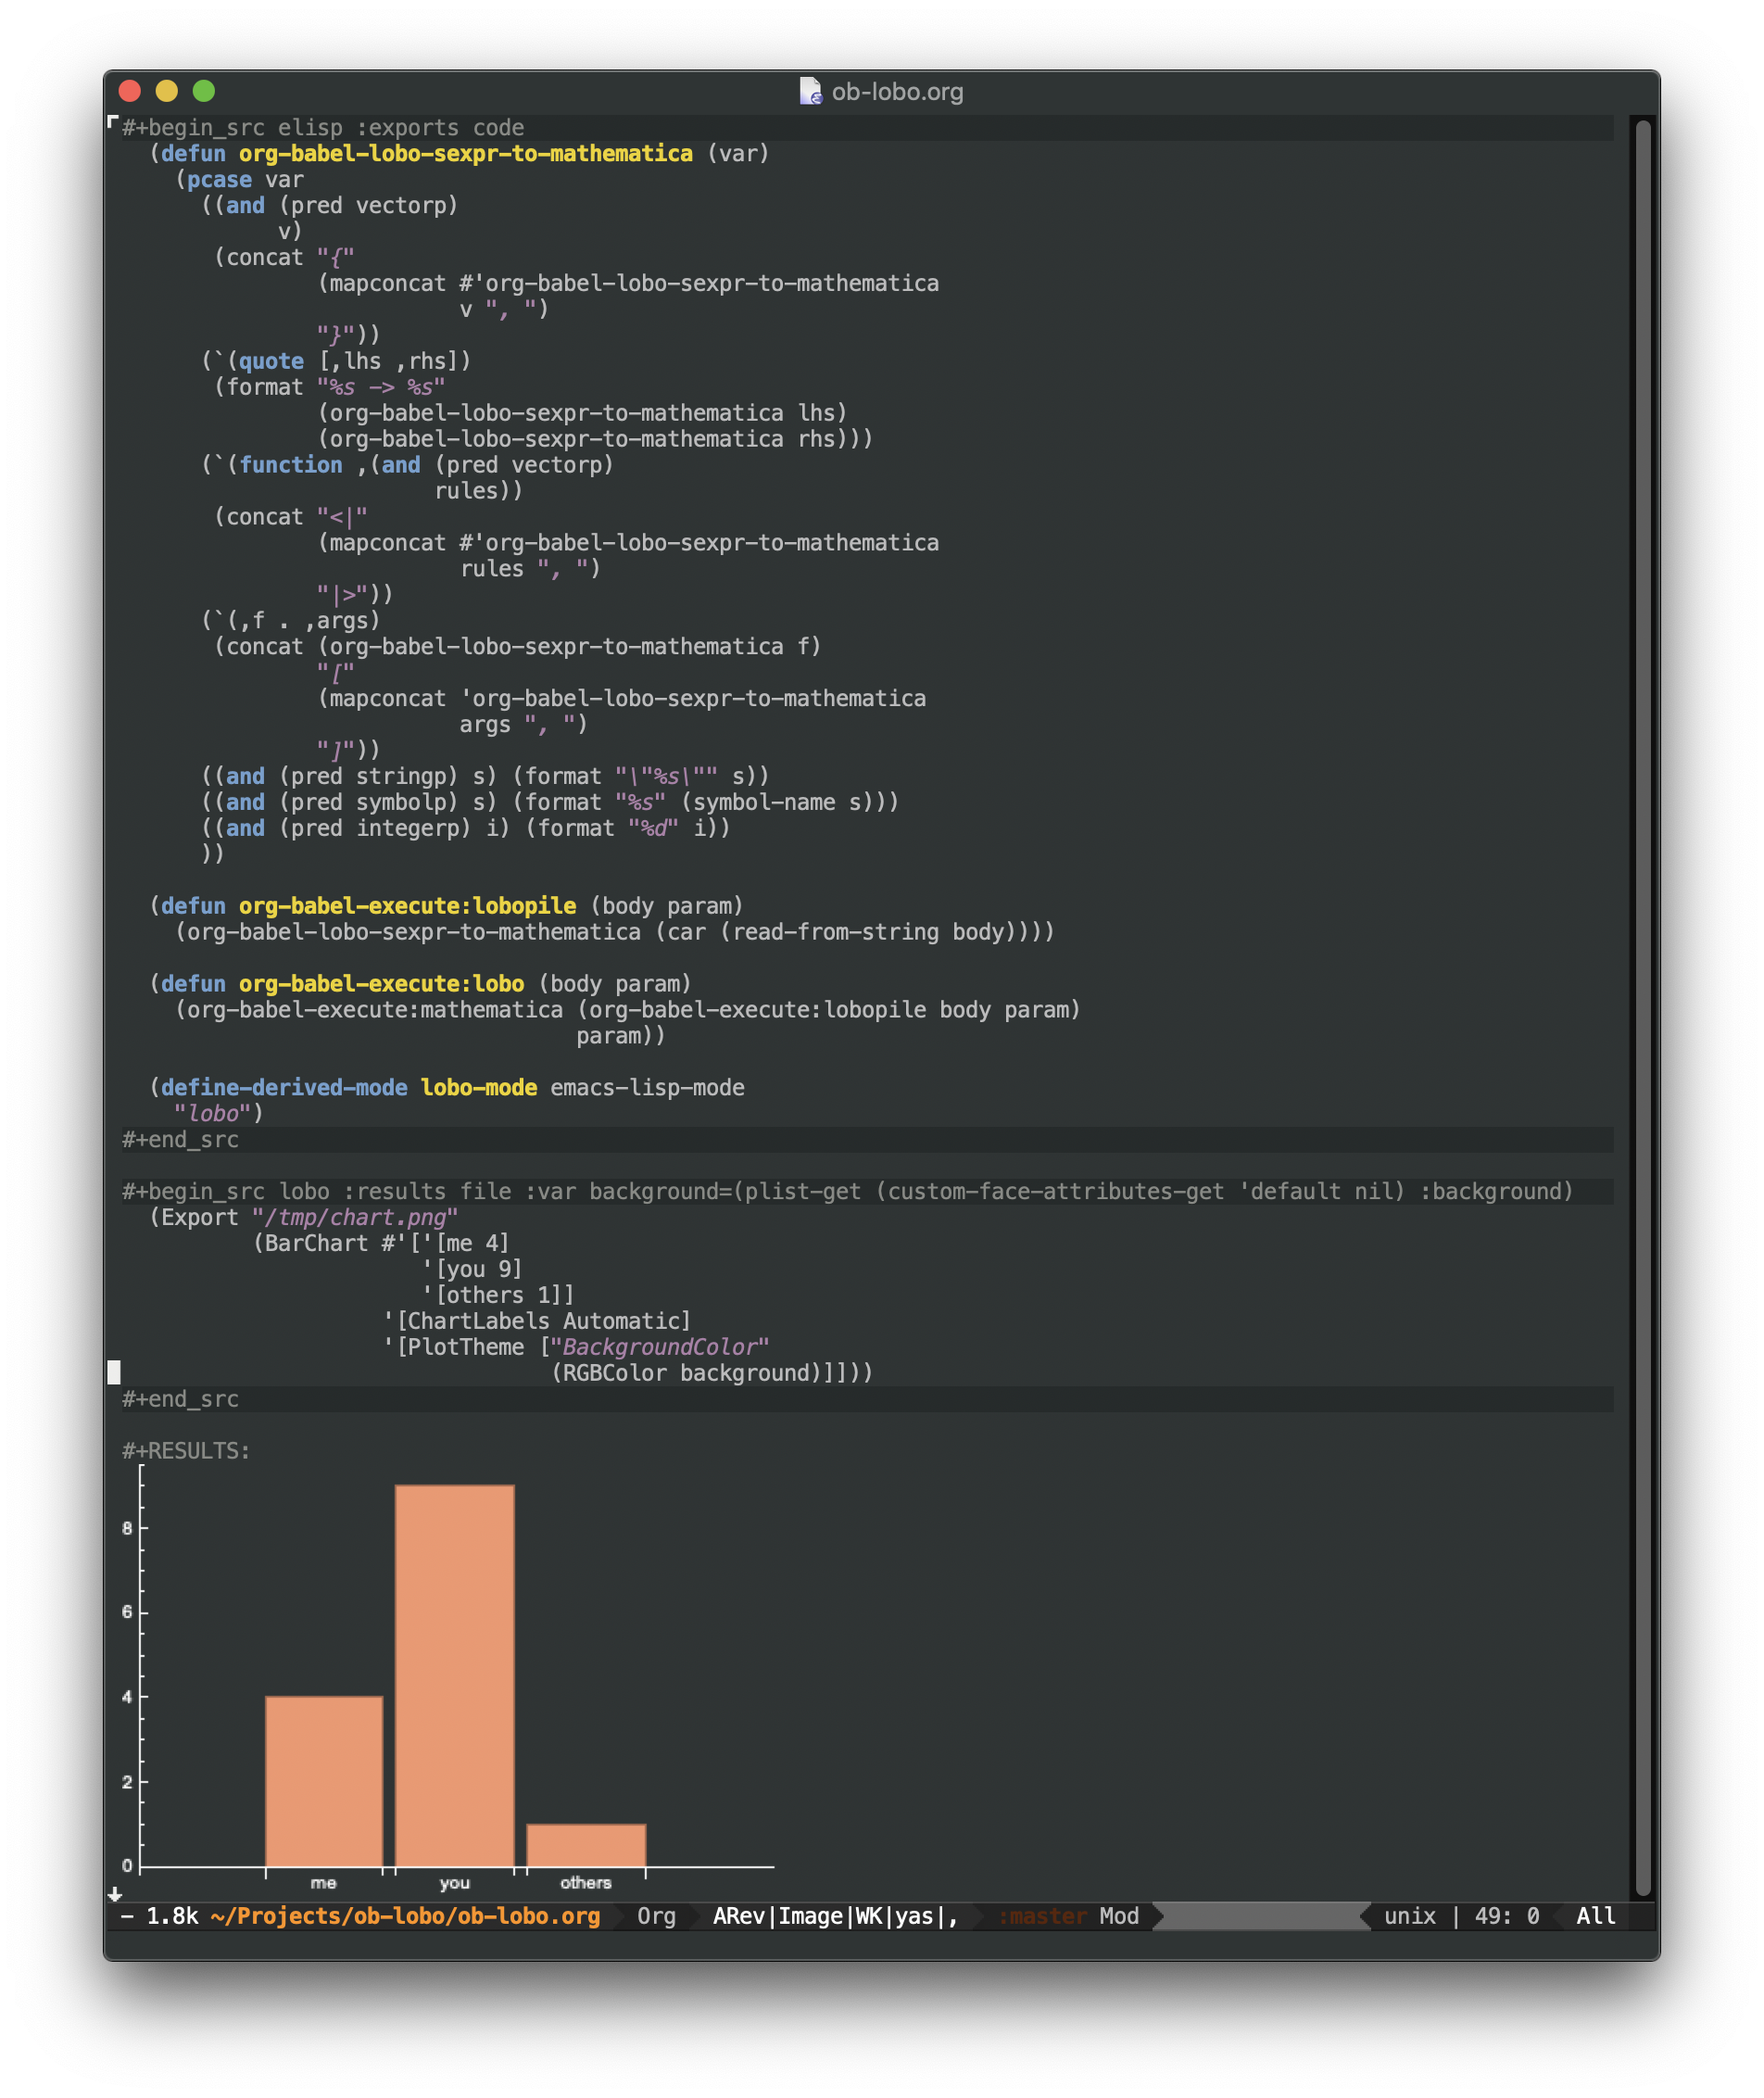 ob-lobo.org
#+begin_src elisp :exports code
(defun org-babel-lobo-sexpr-to-mathematica (var)
(pcase var
((and (pred vectorp)
v)
(concat "{"
(mapconcat #'org-babel-lobo-sexpr-to-mathematica
v ", ")
"}"))
(`(quote [,lhs ,rhs])
(format "%s -> %s"
(org-babel-lobo-sexpr-to-mathematica lhs)
(org-babel-lobo-sexpr-to-mathematica rhs)))
(`(function ,(and (pred vectorp)
rules))
(concat "<|"
(mapconcat #'org-babel-lobo-sexpr-to-mathematica
rules ", ")
"|>"))
(`(,f . ,args)
(concat (org-babel-lobo-sexpr-to-mathematica f)
"["
(mapconcat 'org-babel-lobo-sexpr-to-mathematica
args ", ")
"]"))
((and (pred stringp) s) (format "\"%s\"" s))
((and (pred symbolp) s) (format "%s" (symbol-name s)))
((and (pred integerp) i) (format "%d" i))
))
(defun org-babel-execute:lobopile (body param)
(org-babel-lobo-sexpr-to-mathematica (car (read-from-string body))))
(defun org-babel-execute:lobo (body param)
(org-babel-execute:mathematica (org-babel-execute:lobopile body param)
param))
(define-derived-mode lobo-mode emacs-lisp-mode
"lobo")
#+end_src
#+begin_src lobo :results file :var background=(plist-get (custom-face-attributes-get 'default nil) :background)
(Export "/tmp/chart.png"
(BarChart #'['[me 4]
'[you 9]
'[others 1]]
'[ChartLabels Automatic]
'[PlotTheme ["BackgroundColor"
(RGBColor background)]]))
#+end_src
#+RESULTS:
8
6
4
2
0
me you others
- 1.8k ~/Projects/ob-lobo/ob-lobo.org Org ARev|Image|WK|yas|, :master Mod unix | 49: 0 All